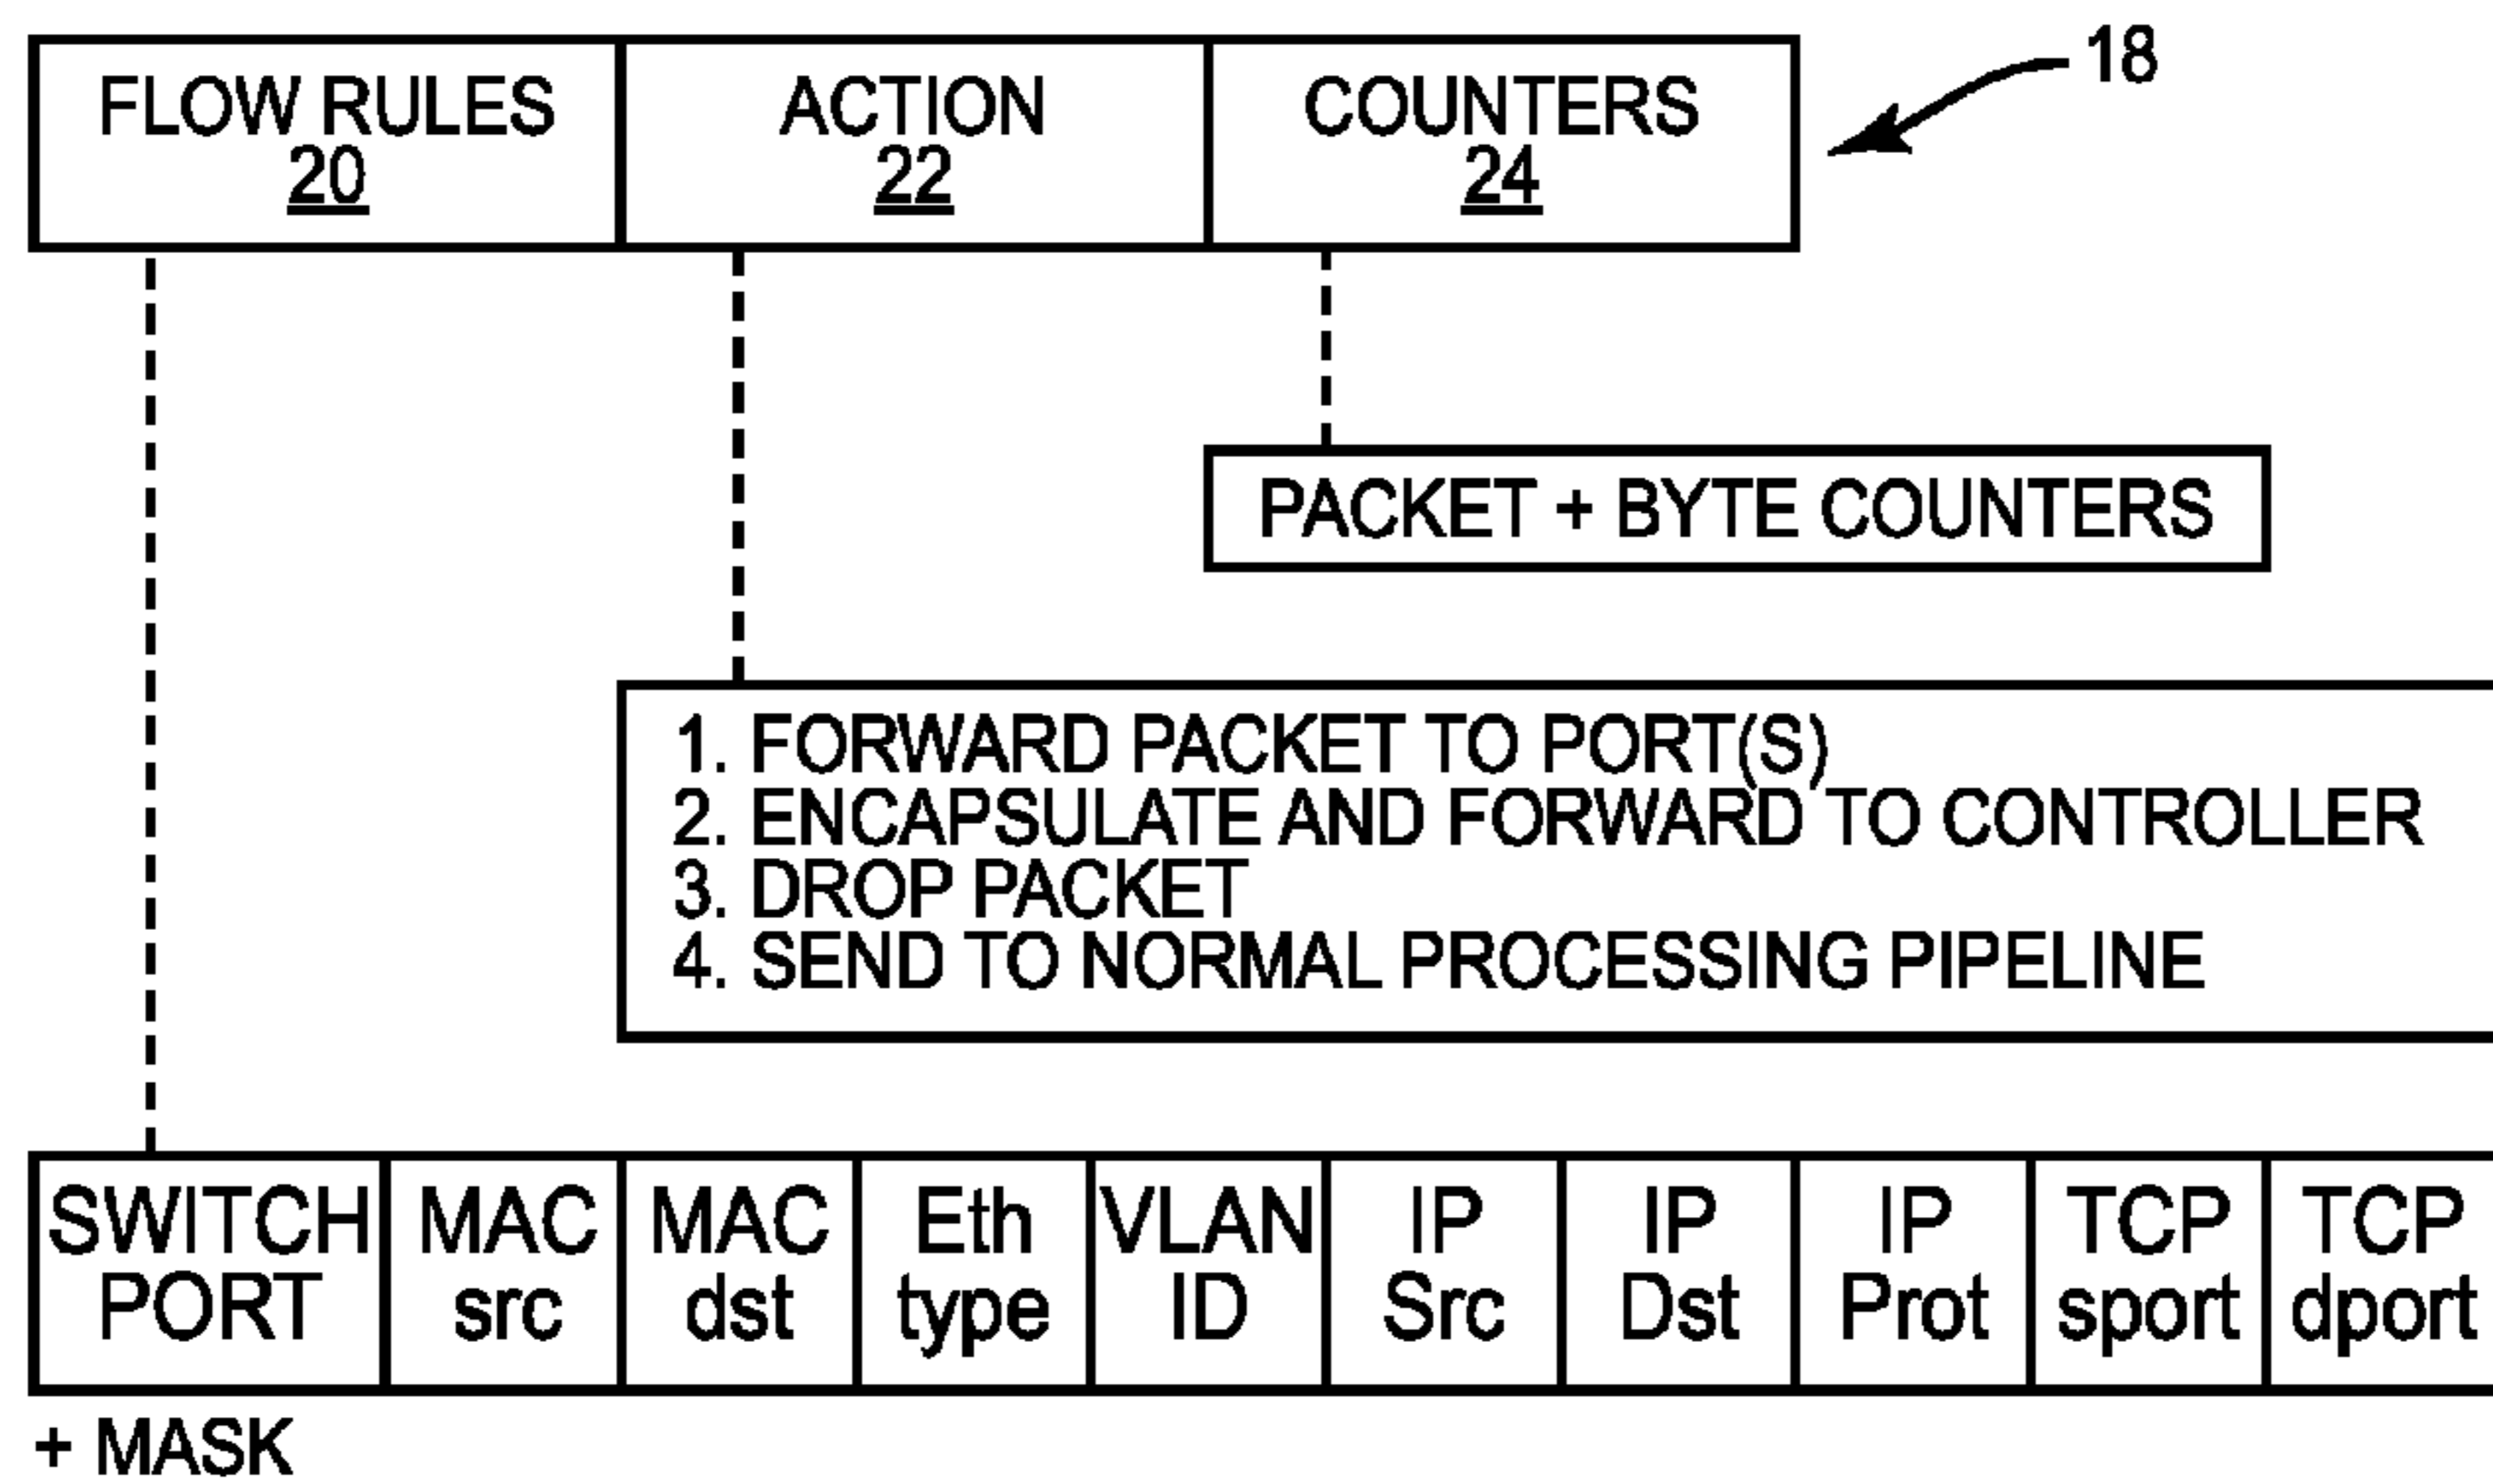 FLOW RULES ACTION COUNTERS 18
20 22 24
PACKET + BYTE COUNTERS
1. FORWARD PACKET TO PORT(S)
2. ENCAPSULATE AND FORWARD TO CONTROLLER
3. DROP PACKET
4. SEND TO NORMAL PROCESSING PIPELINE
SWITCH MAC MAC Eth VLAN IP IP IP TCP TCP
PORT src dst type ID Src Dst Prot sport dport
+ MASK